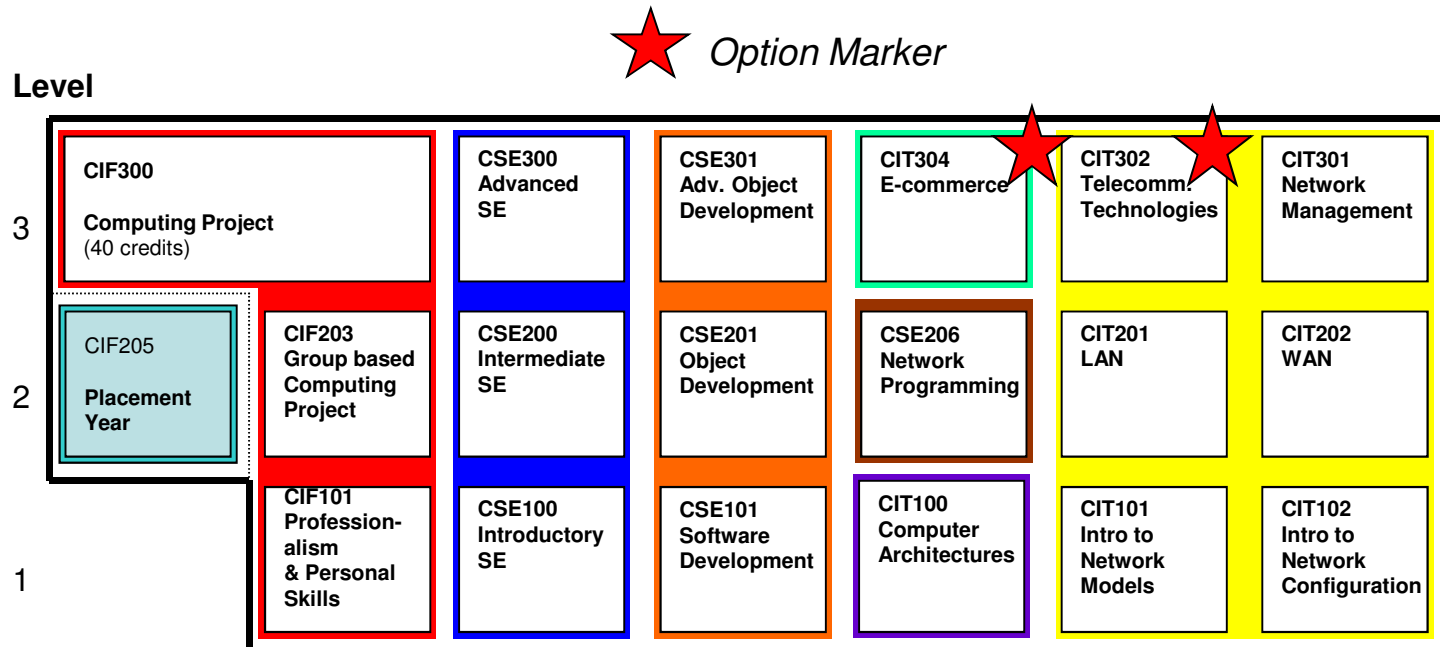 Option Marker
Level
3
CIF300
Computing Project
(40 credits)
CSE300
Advanced
SE
CSE301
Adv. Object
Development
CIT304
E-commerce
CIT302
Telecomm.
Technologies
CIT301
Network
Management
2
CIF205
Placement
Year
CIF203
Group based
Computing
Project
CSE200
Intermediate
SE
CSE201
Object
Development
CSE206
Network
Programming
CIT201
LAN
CIT202
WAN
1
CIF101
Profession-
alism
& Personal
Skills
CSE100
Introductory
SE
CSE101
Software
Development
CIT100
Computer
Architectures
CIT101
Intro to
Network
Models
CIT102
Intro to
Network
Configuration